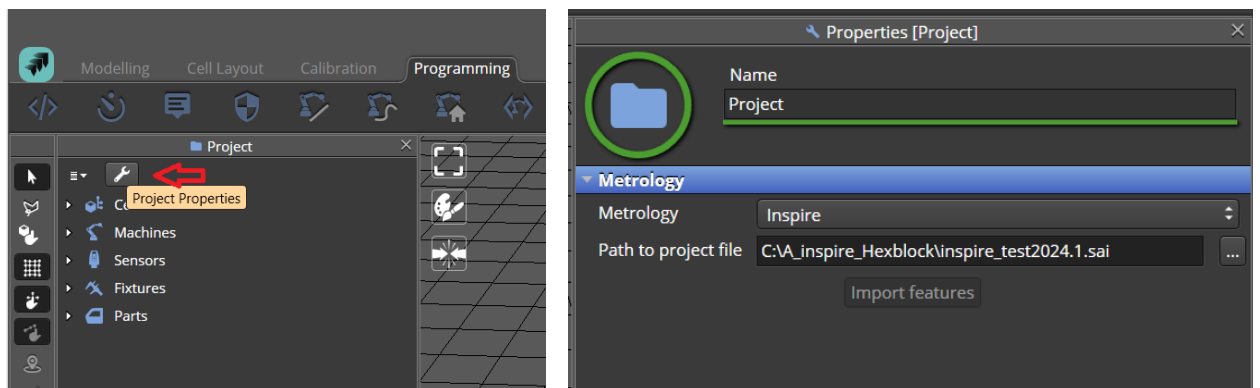 Modelling
Cell Layout
Calibration
Programming
Project
Project Properties
Machines
Sensors
Fixtures
Parts
Properties [Project]
Name
Project
Metrology
Metrology
Inspire
Path to project file
C:\A_inspire_Hexblock\inspire_test2024.1.sai
...
Import features